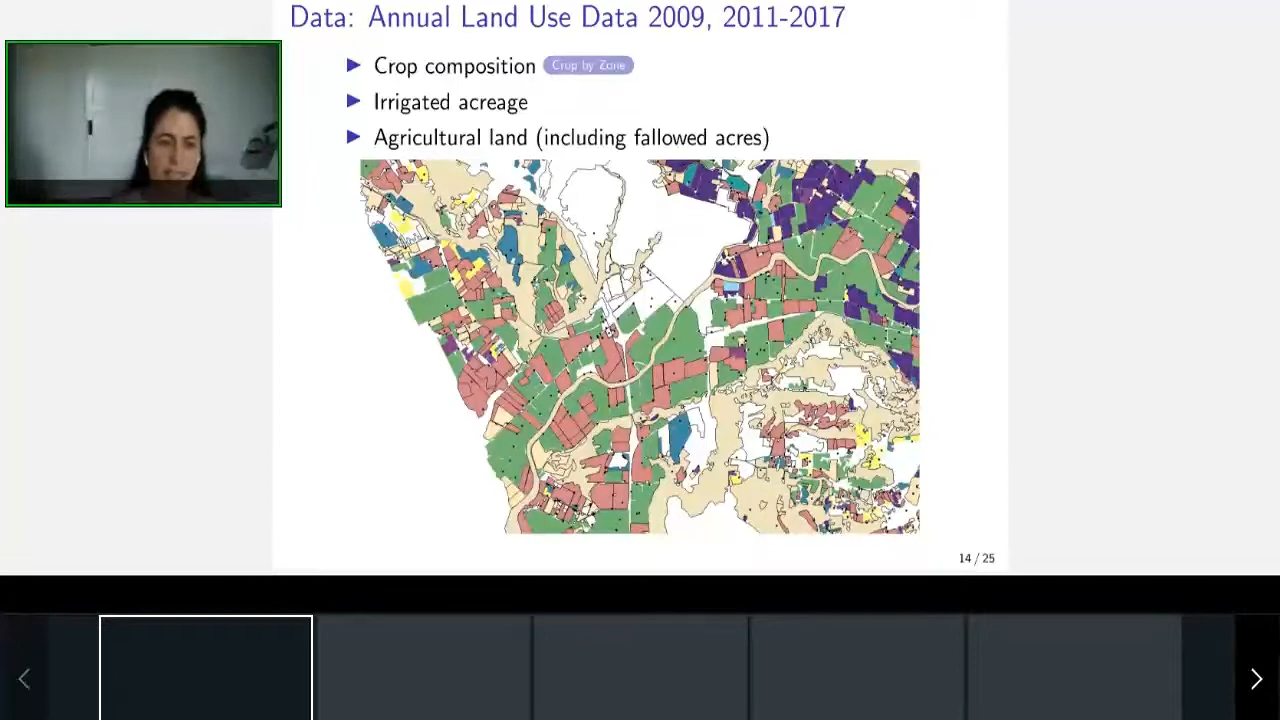 Data: Annual Land Use Data 2009, 2011-2017
Crop composition Crop by Zone
Irrigated acreage
Agricultural land (including fallowed acres)
14 / 25